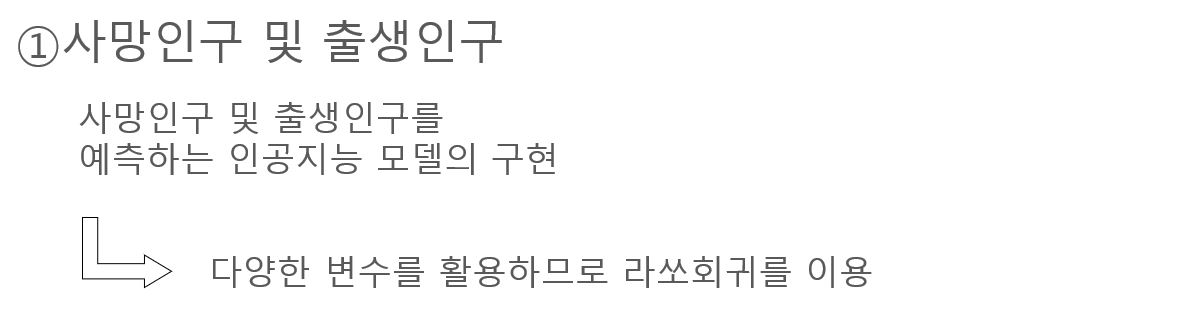 ①사망인구 및 출생인구
사망인구 및 출생인구를
예측하는 인공지능 모델의 구현
다양한 변수를 활용하므로 라쏘회귀를 이용